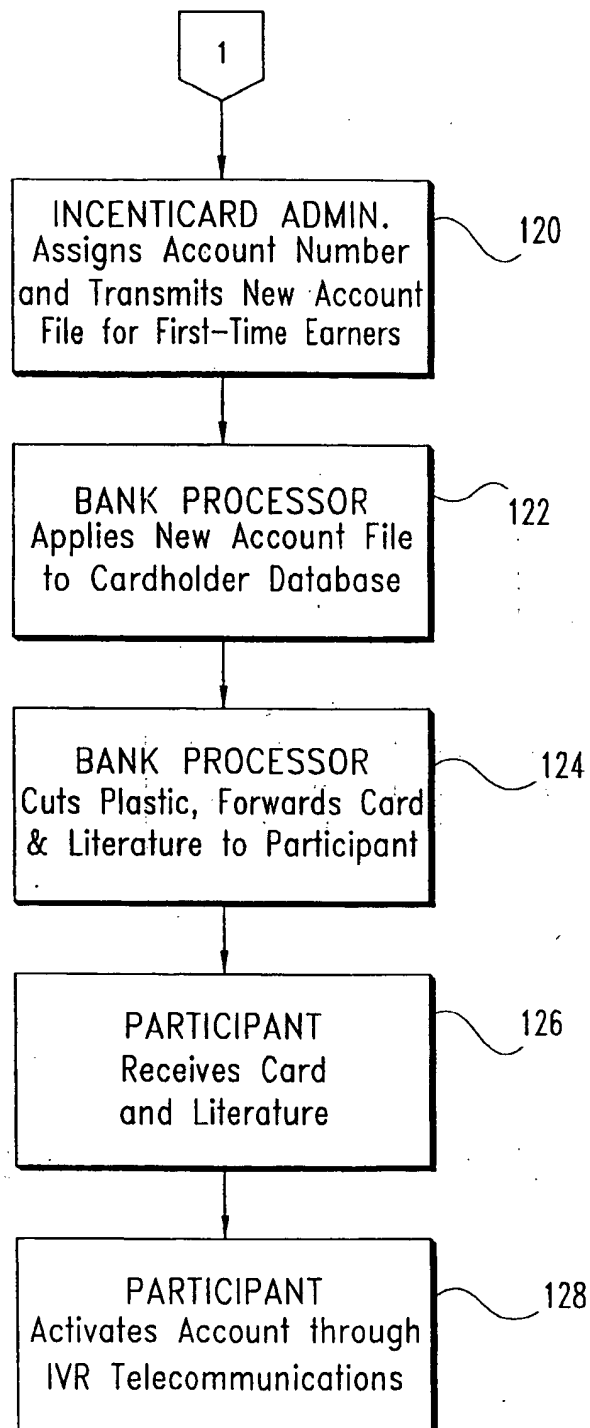 1
INCENTICARD ADMIN.
Assigns Account Number
and Transmits New Account
File for First-Time Earners
120
BANK PROCESSOR
Applies New Account File
to Cardholder Database
122
BANK PROCESSOR
Cuts Plastic, Forwards Card
& Literature to Participant
124
PARTICIPANT
Receives Card
and Literature
126
PARTICIPANT
Activates Account through
IVR Telecommunications
128